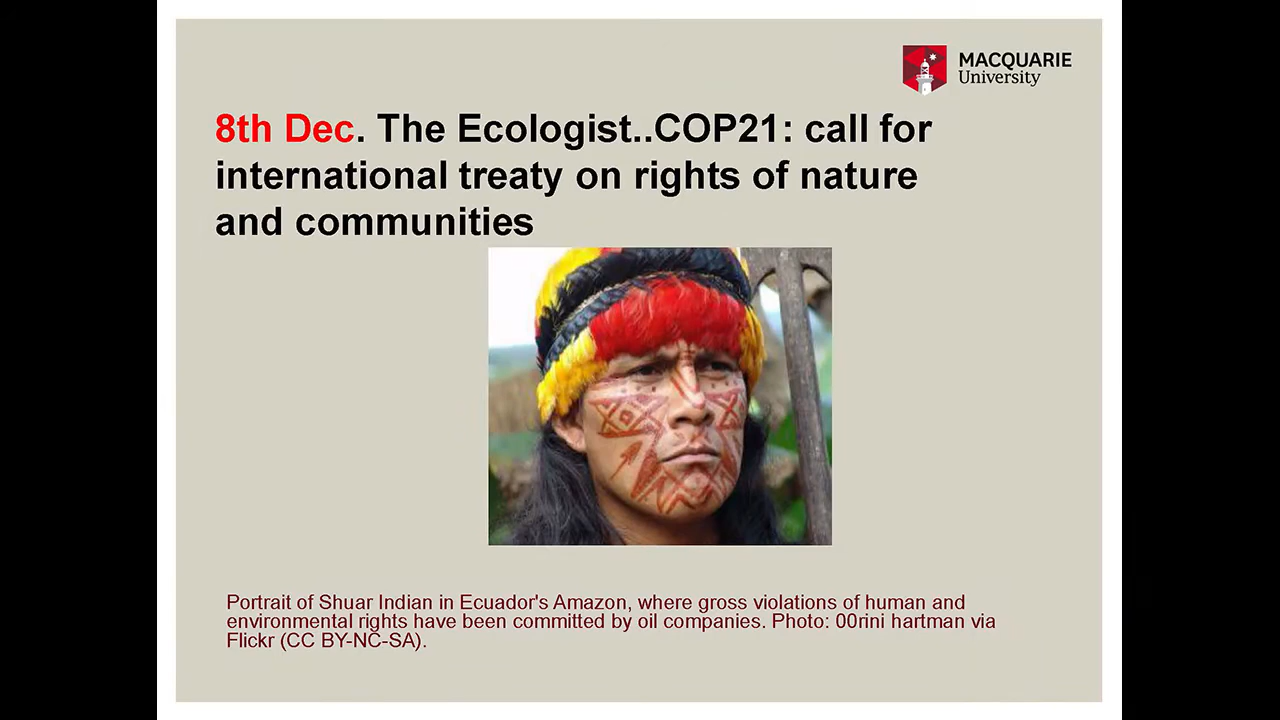 MACQUARIE
University
8th Dec. The Ecologist..COP21: call for
international treaty on rights of nature
and communities
Portrait of Shuar Indian in Ecuador's Amazon, where gross violations of human and
environmental rights have been committed by oil companies. Photo: 00rini hartman via
Flickr (CC BY-NC-SA).